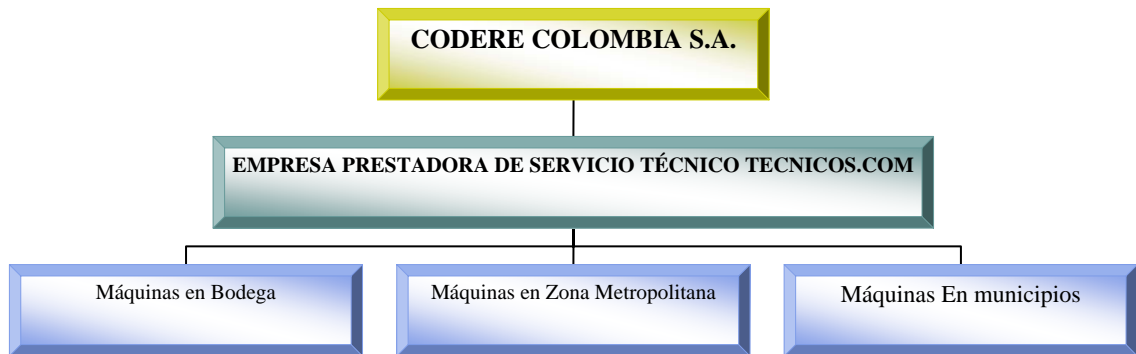 CODERE COLOMBIA S.A.
EMPRESA PRESTADORA DE SERVICIO TÉCNICO TECNICOS.COM
Máquinas en Bodega
Máquinas en Zona Metropolitana
Máquinas En municipios